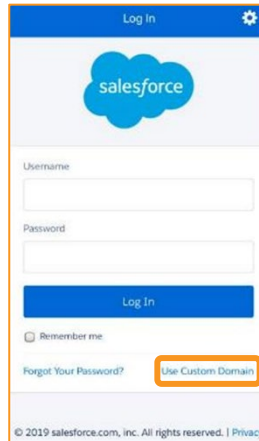 Log In
salesforce
Username
Password
Log In
Remember me
Forgot Your Password? Use Custom Domain
© 2019 salesforce.com, inc. All rights reserved. | Privac